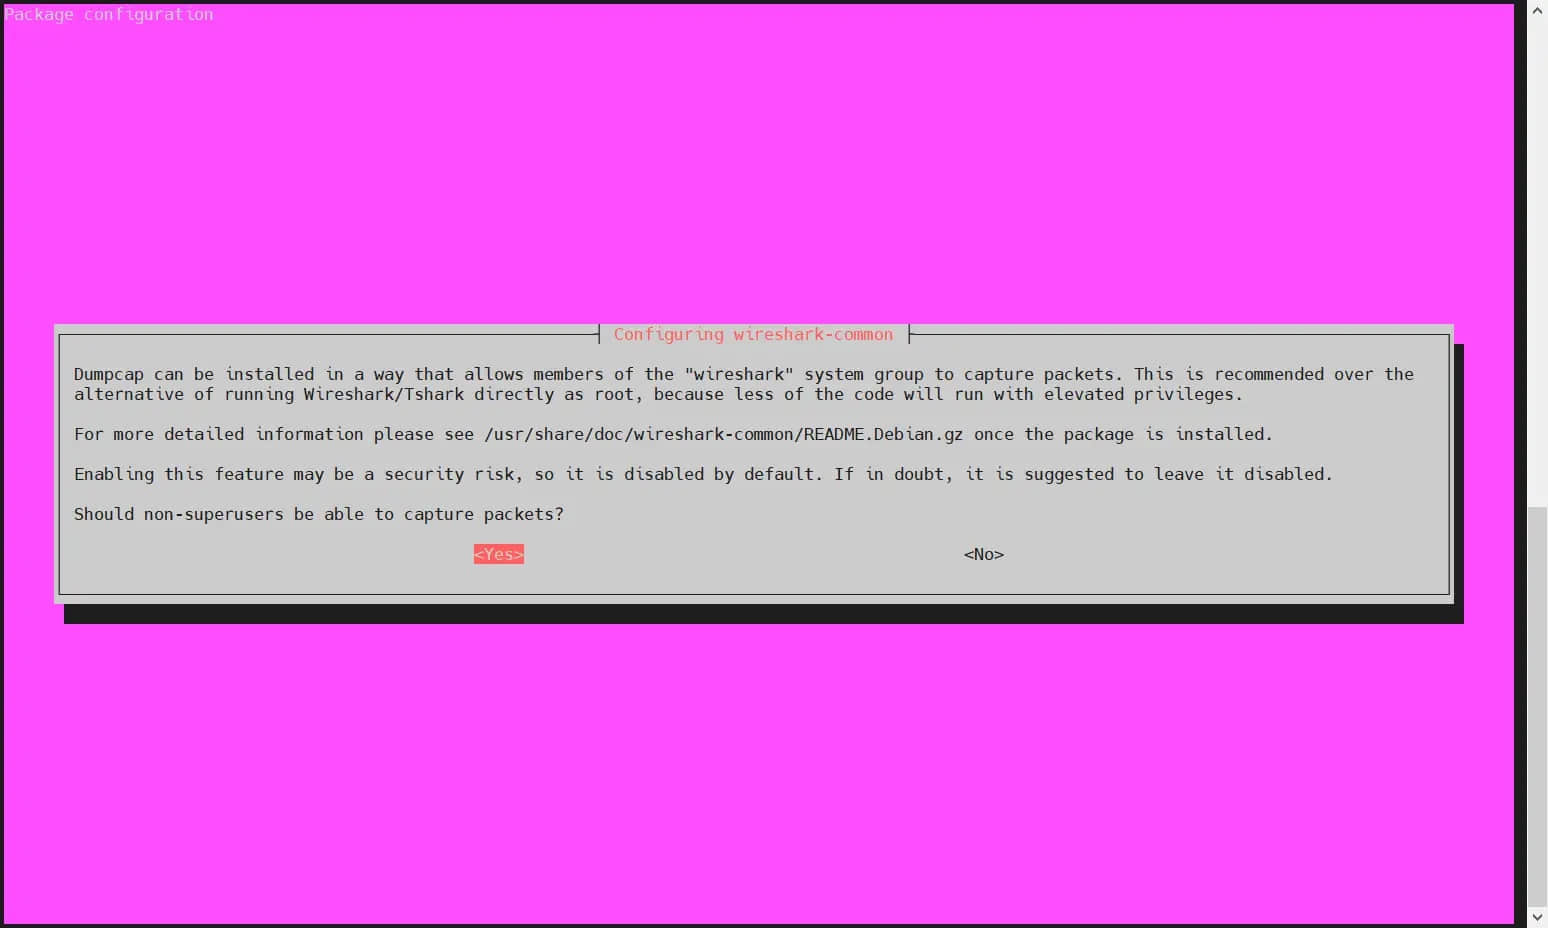 Package configuration
Configuring wireshark-common
Dumpcap can be installed in a way that allows members of the "wireshark" system group to capture packets. This is recommended over the
alternative of running Wireshark/Tshark directly as root, because less of the code will run with elevated privileges.
For more detailed information please see /usr/share/doc/wireshark-common/README.Debian.gz once the package is installed.
Enabling this feature may be a security risk, so it is disabled by default. If in doubt, it is suggested to leave it disabled.
Should non-superusers be able to capture packets?
<Yes> <No>